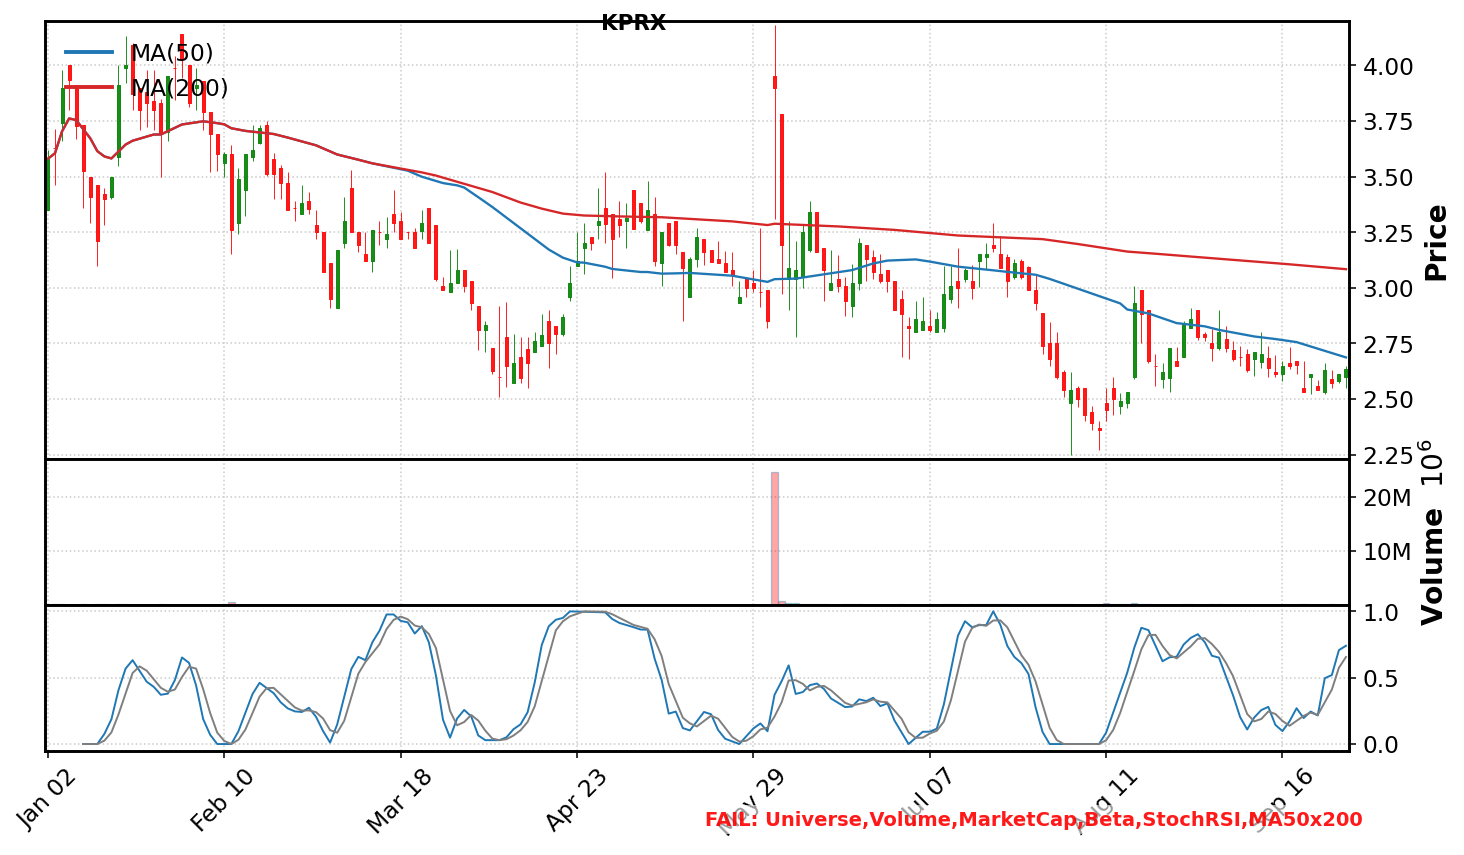 KPRX
MA(50)
MA(200)
4.00
3.75
3.50
3.25
3.00
2.75
2.50
2.25
Price
20M
10M
Volume 10^6
1.0
0.5
0.0
Jan 02
Feb 10
Mar 18
Apr 23
May 29
Jul 07
Aug 11
Sep 16
FAIL: Universe,Volume,MarketCap,Beta,StochRSI,MA50x200